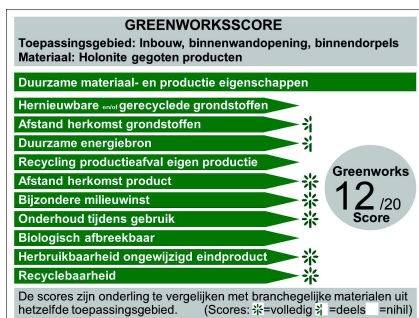 GREENWORKSSCORE
Toepassingsgebied: Inbouw, binnenwandopening, binnendorpels
Materiaal: Holonite gegoten producten
Duurzame materiaal- en productie eigenschappen
Hernieuwbare en/of gerecyclede grondstoffen
Afstand herkomst grondstoffen
Duurzame energiebron
Recycling productieafval eigen productie
Afstand herkomst product
Bijzondere milieuwinst
Onderhoud tijdens gebruik
Biologisch afbreekbaar
Herbruikbaarheid ongewijzigd eindproduct
Recyclebaarheid
Greenworks
12 /20
Score
De scores zijn onderling te vergelijken met branchegelijke materialen uit
hetzelfde toepassingsgebied. (Scores: =volledig =deels =nihil)